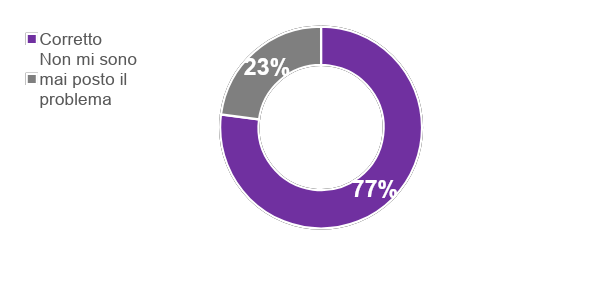 Corretto
Non mi sono
mai posto il
problema
23%
77%